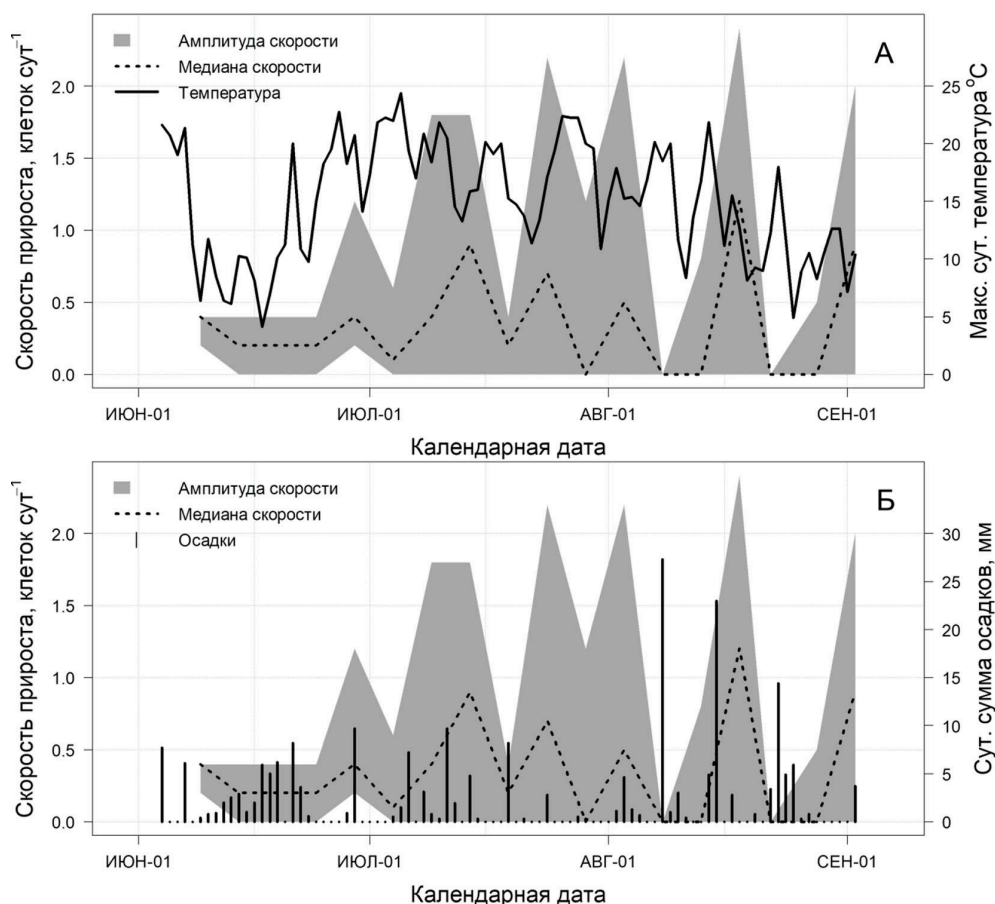 Скорость прироста, клеток сут⁻¹
2.0
1.5
1.0
0.5
0.0
Амплитуда скорости
Медиана скорости
Температура
А
25
20
15
10
5
0
Макс. сут. температура °С
ИЮН-01
ИЮЛ-01
АВГ-01
СЕН-01
Календарная дата
Скорость прироста, клеток сут⁻¹
2.0
1.5
1.0
0.5
0.0
Амплитуда скорости
Медиана скорости
Осадки
Б
30
25
20
15
10
5
0
Сут. сумма осадков, мм
ИЮН-01
ИЮЛ-01
АВГ-01
СЕН-01
Календарная дата